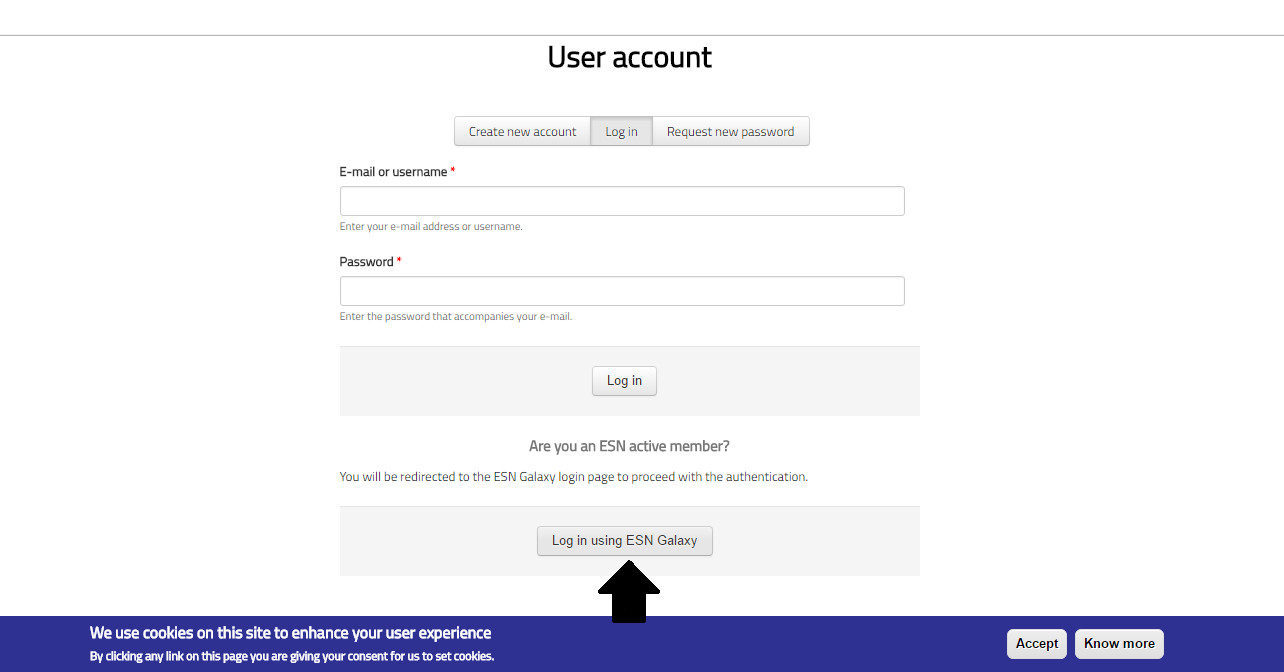 User account
Create new account Log in Request new password
E-mail or username *
Enter your e-mail address or username.
Password *
Enter the password that accompanies your e-mail.
Log in
Are you an ESN active member?
You will be redirected to the ESN Galaxy login page to proceed with the authentication.
Log in using ESN Galaxy
We use cookies on this site to enhance your user experience
By clicking any link on this page you are giving your consent for us to set cookies.
Accept Know more